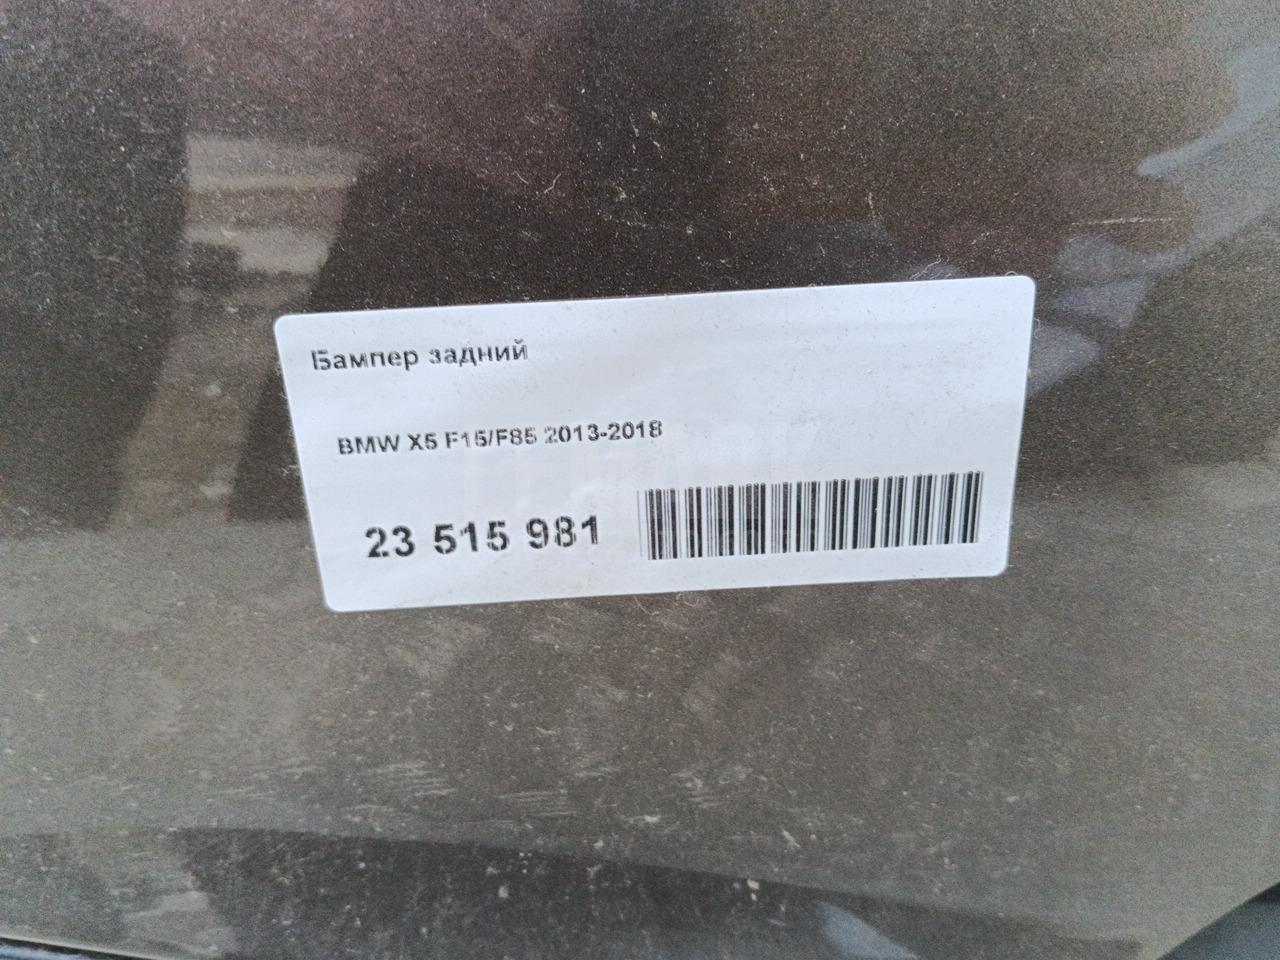 Бампер задний
BMW X5 F15/F85 2013-2018
23 515 981